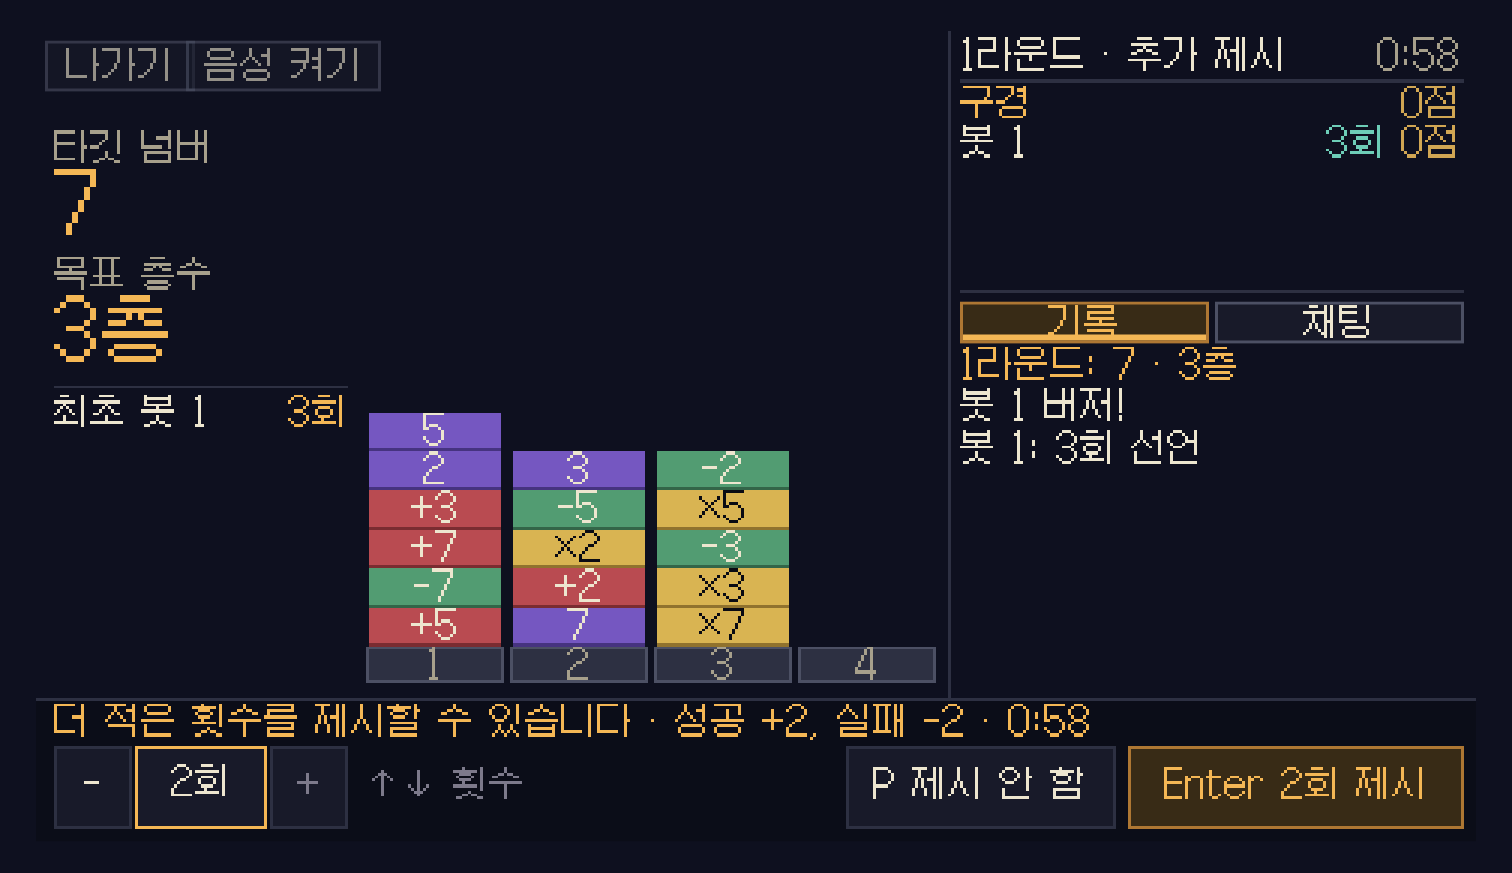 나가기 음성 켜기
타깃 넘버
7
목표 층수
3층
최초 봇 1 3회
5
2
+3
+7
-7
+5
1
3
-5
×2
+2
7
2
-2
×5
-3
×3
×7
3
4
1라운드 · 추가 제시 0:58
구경 0점
봇 1 3회 0점
기록 채팅
1라운드: 7 · 3층
봇 1 버저!
봇 1: 3회 선언
더 적은 횟수를 제시할 수 있습니다 · 성공 +2, 실패 -2 · 0:58
- 2회 + ↑↓ 횟수 P 제시 안 함 Enter 2회 제시